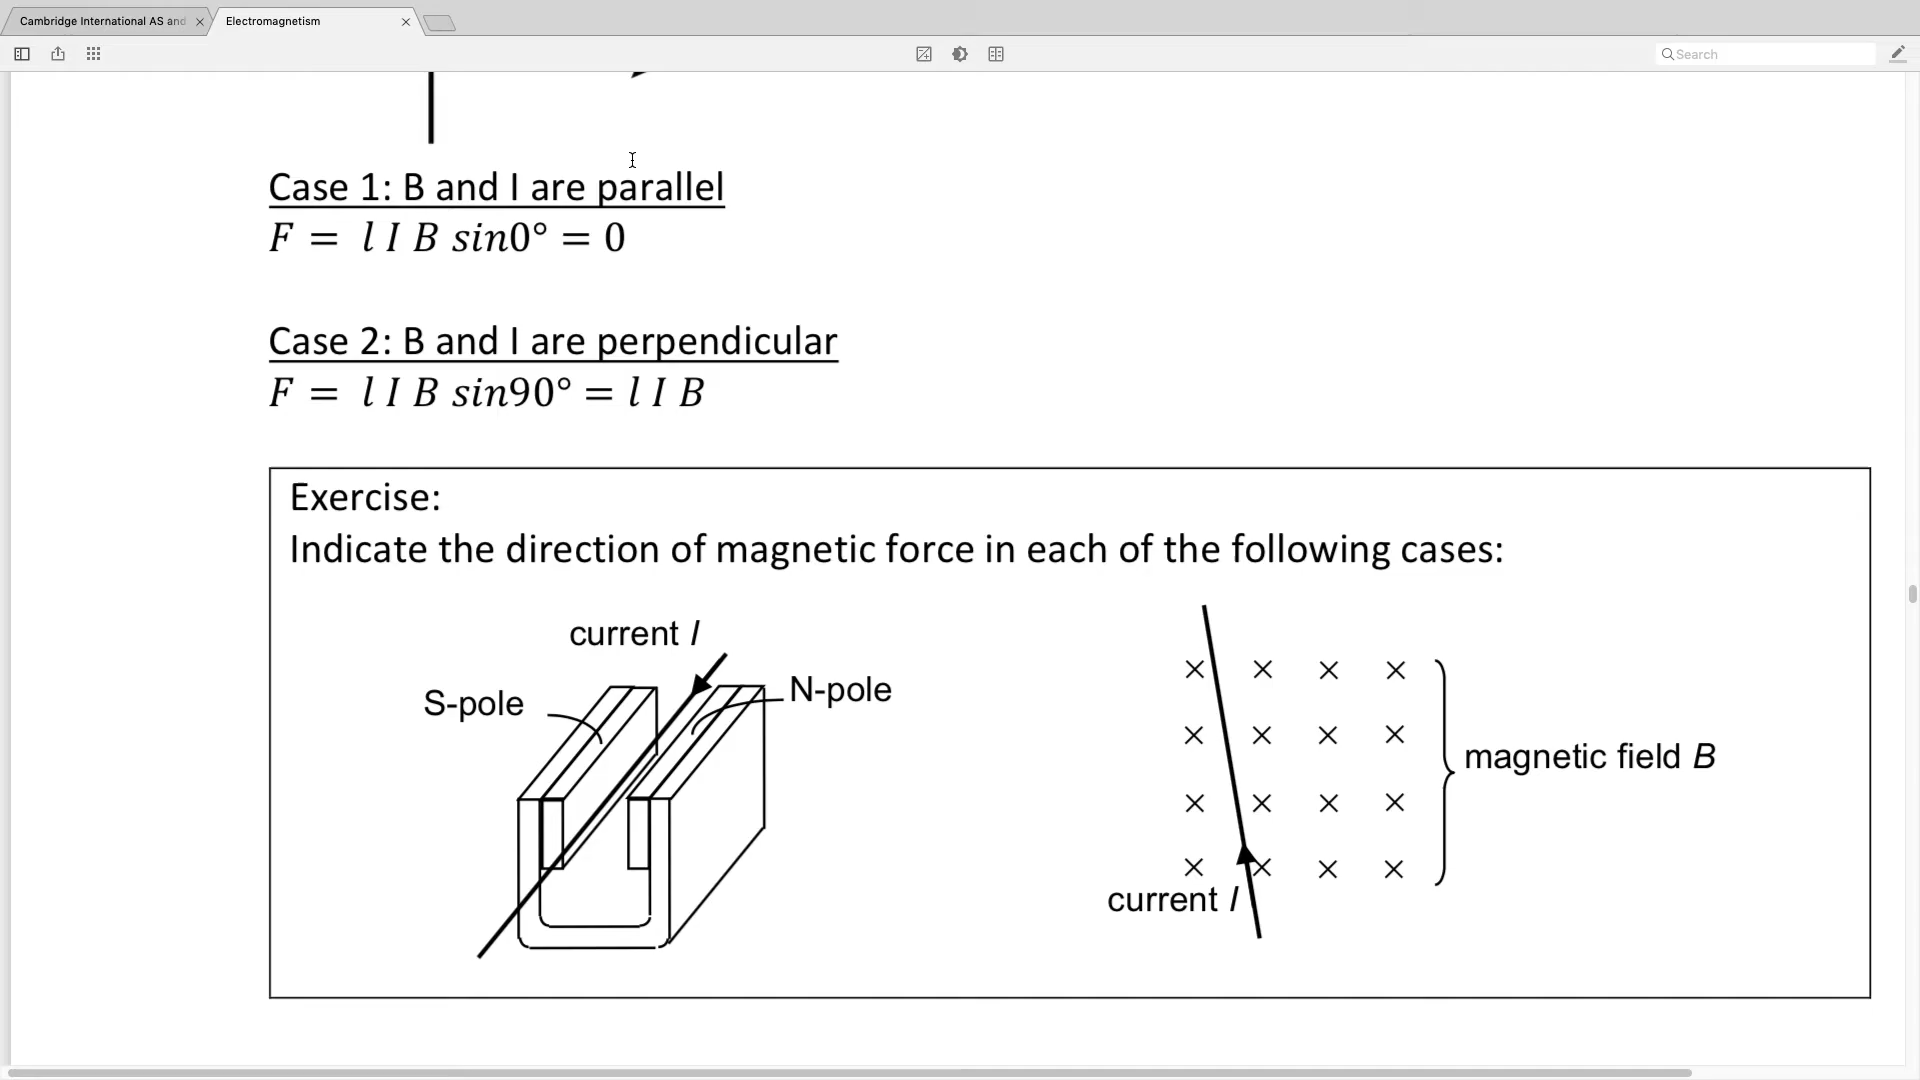 Cambridge International AS and
Electromagnetism
Search
Case 1: B and I are parallel
F = l I B sin0° = 0
Case 2: B and I are perpendicular
F = l I B sin90° = l I B
Exercise:
Indicate the direction of magnetic force in each of the following cases:
current I
S-pole
N-pole
× × × ×
× × × ×
magnetic field B
× × × ×
× × × ×
current I